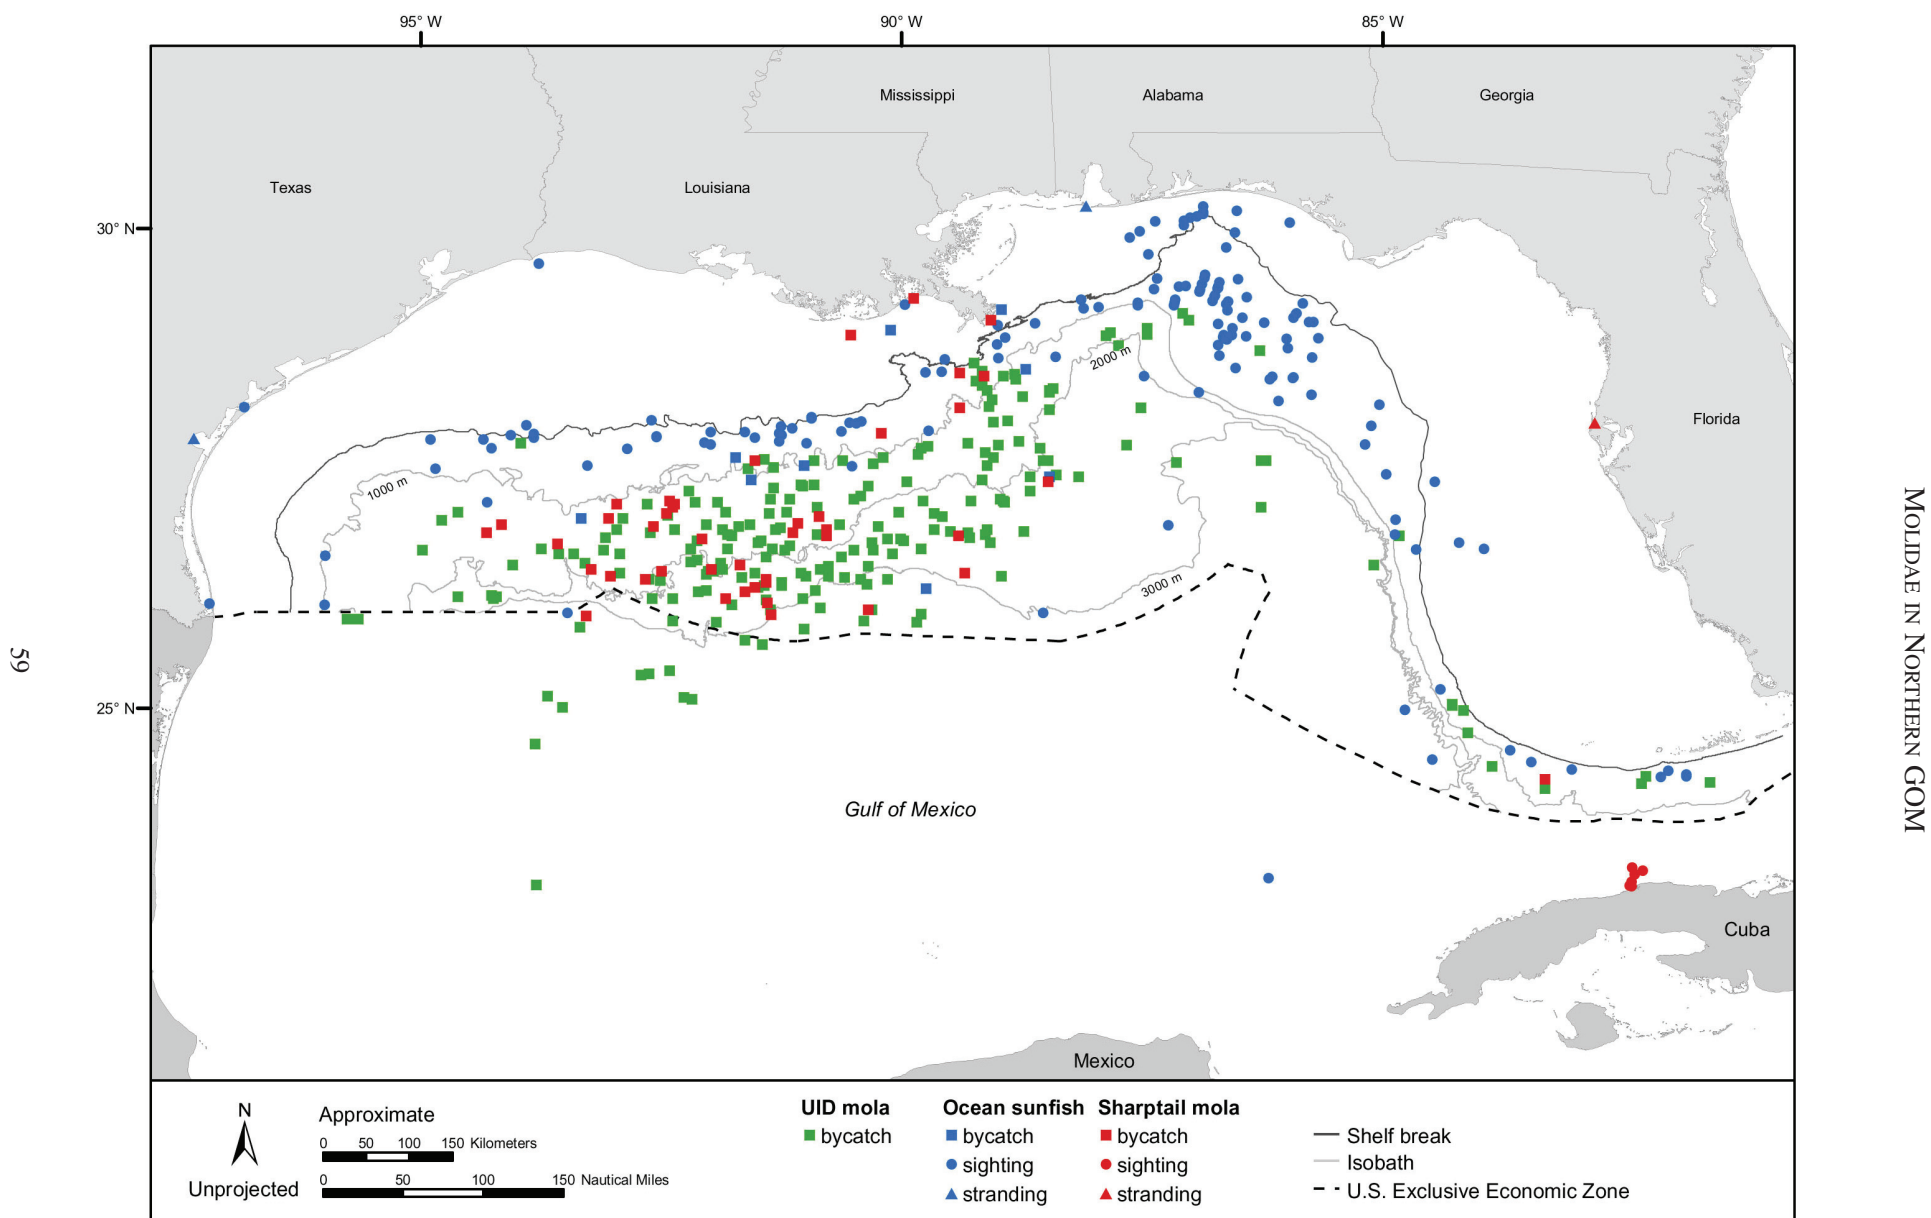 95° W
90° W
85° W
Mississippi
Alabama
Georgia
Texas
Louisiana
30° N
2000 m
Florida
1000 m
3000 m
MOLIDAE IN NORTHERN GOM
59
25° N
Gulf of Mexico
Cuba
Mexico
N
Unprojected
Approximate
0 50 100 150 Kilometers
0 50 100 150 Nautical Miles
UID mola
bycatch
Ocean sunfish
bycatch
sighting
stranding
Sharptail mola
bycatch
sighting
stranding
Shelf break
Isobath
U.S. Exclusive Economic Zone